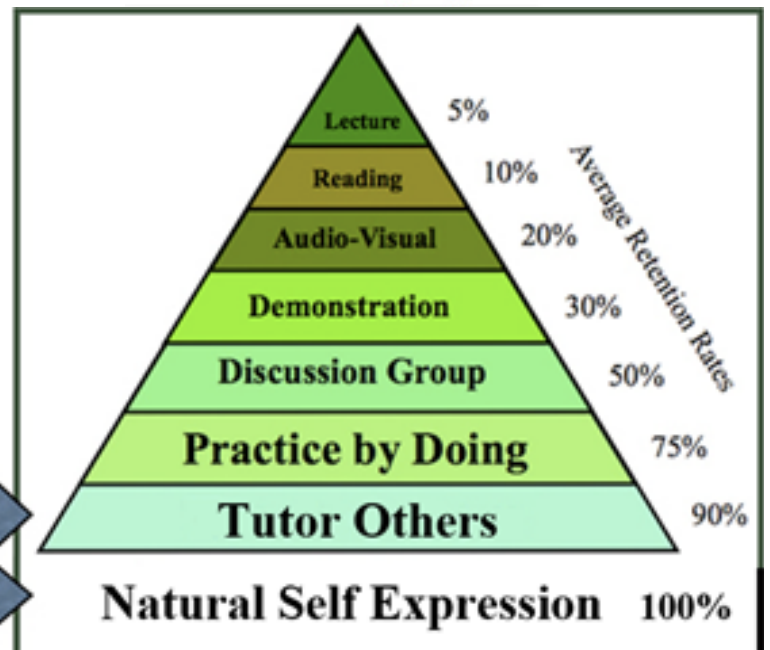 Lecture 5%
Reading 10%
Audio-Visual 20%
Demonstration 30%
Discussion Group 50%
Practice by Doing 75%
Tutor Others 90%
Natural Self Expression 100%
Average Retention Rates